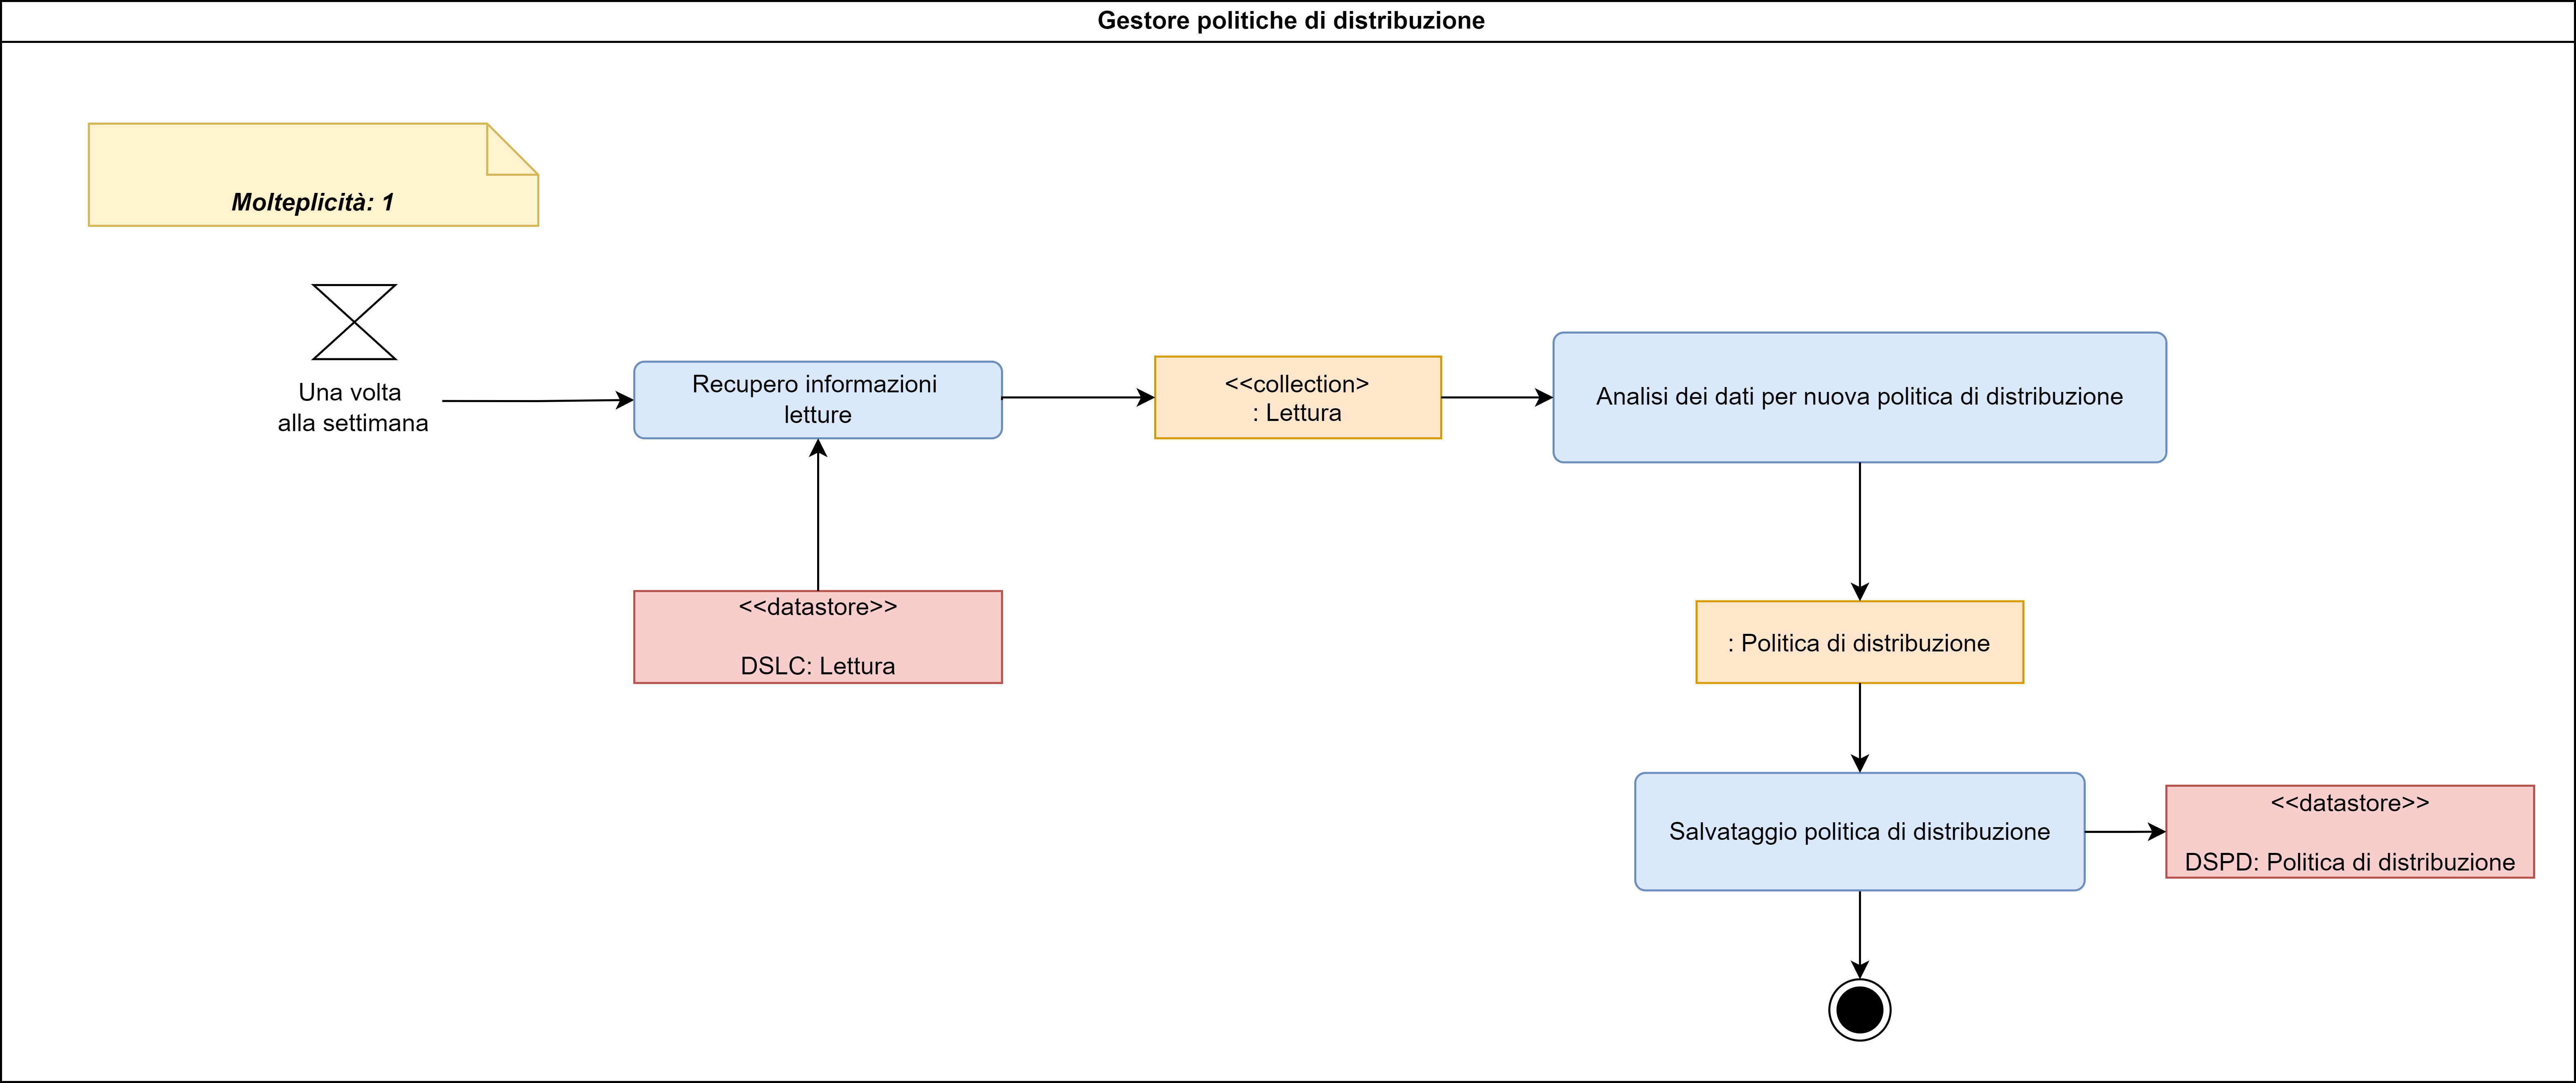 Gestore politiche di distribuzione
Molteplicità: 1
Una volta
alla settimana
Recupero informazioni
letture
<<collection>
: Lettura
Analisi dei dati per nuova politica di distribuzione
<<datastore>>
DSLC: Lettura
: Politica di distribuzione
Salvataggio politica di distribuzione
<<datastore>>
DSPD: Politica di distribuzione